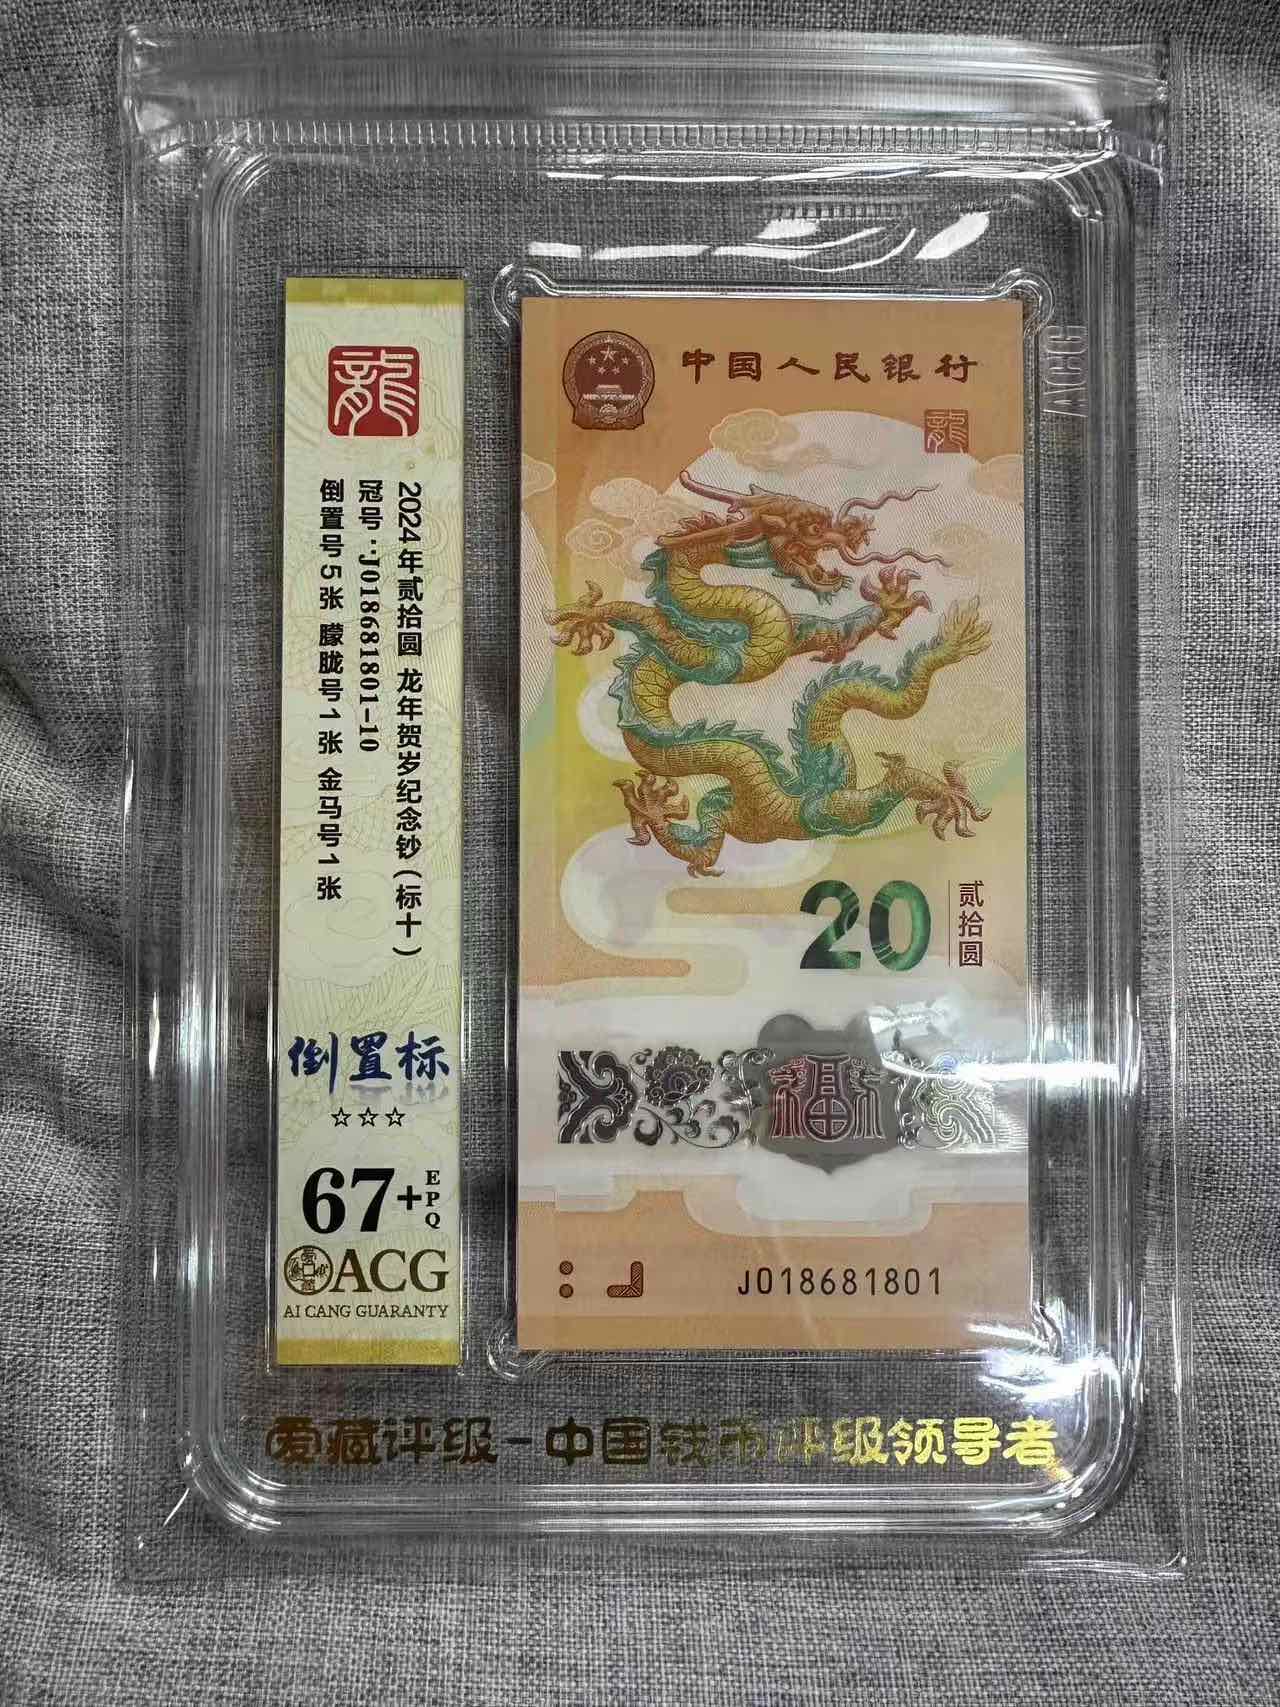 龍
2024年贰拾圆 龙年贺岁纪念钞(标十)
冠号:J018681801-10
倒置号5张 朦胧号1张 金马号1张
倒置标
☆☆☆
67+ EPQ
ACG
AI CANG GUARANTY
中国人民银行
龍
20
贰拾圆
福
J018681801
ACG
爱藏评级-中国钱币评级领导者